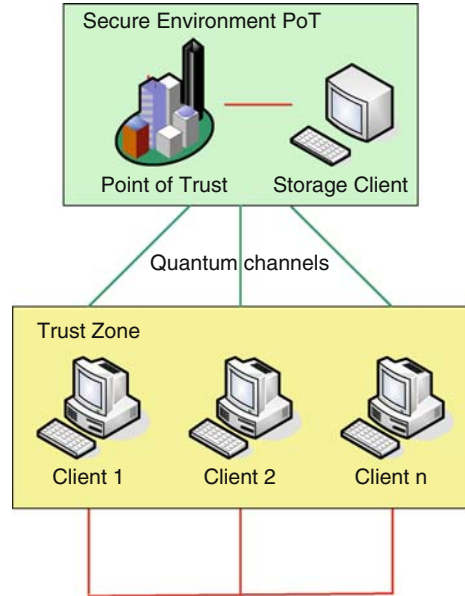 Secure Environment PoT
Point of Trust
Storage Client
Quantum channels
Trust Zone
Client 1
Client 2
Client n